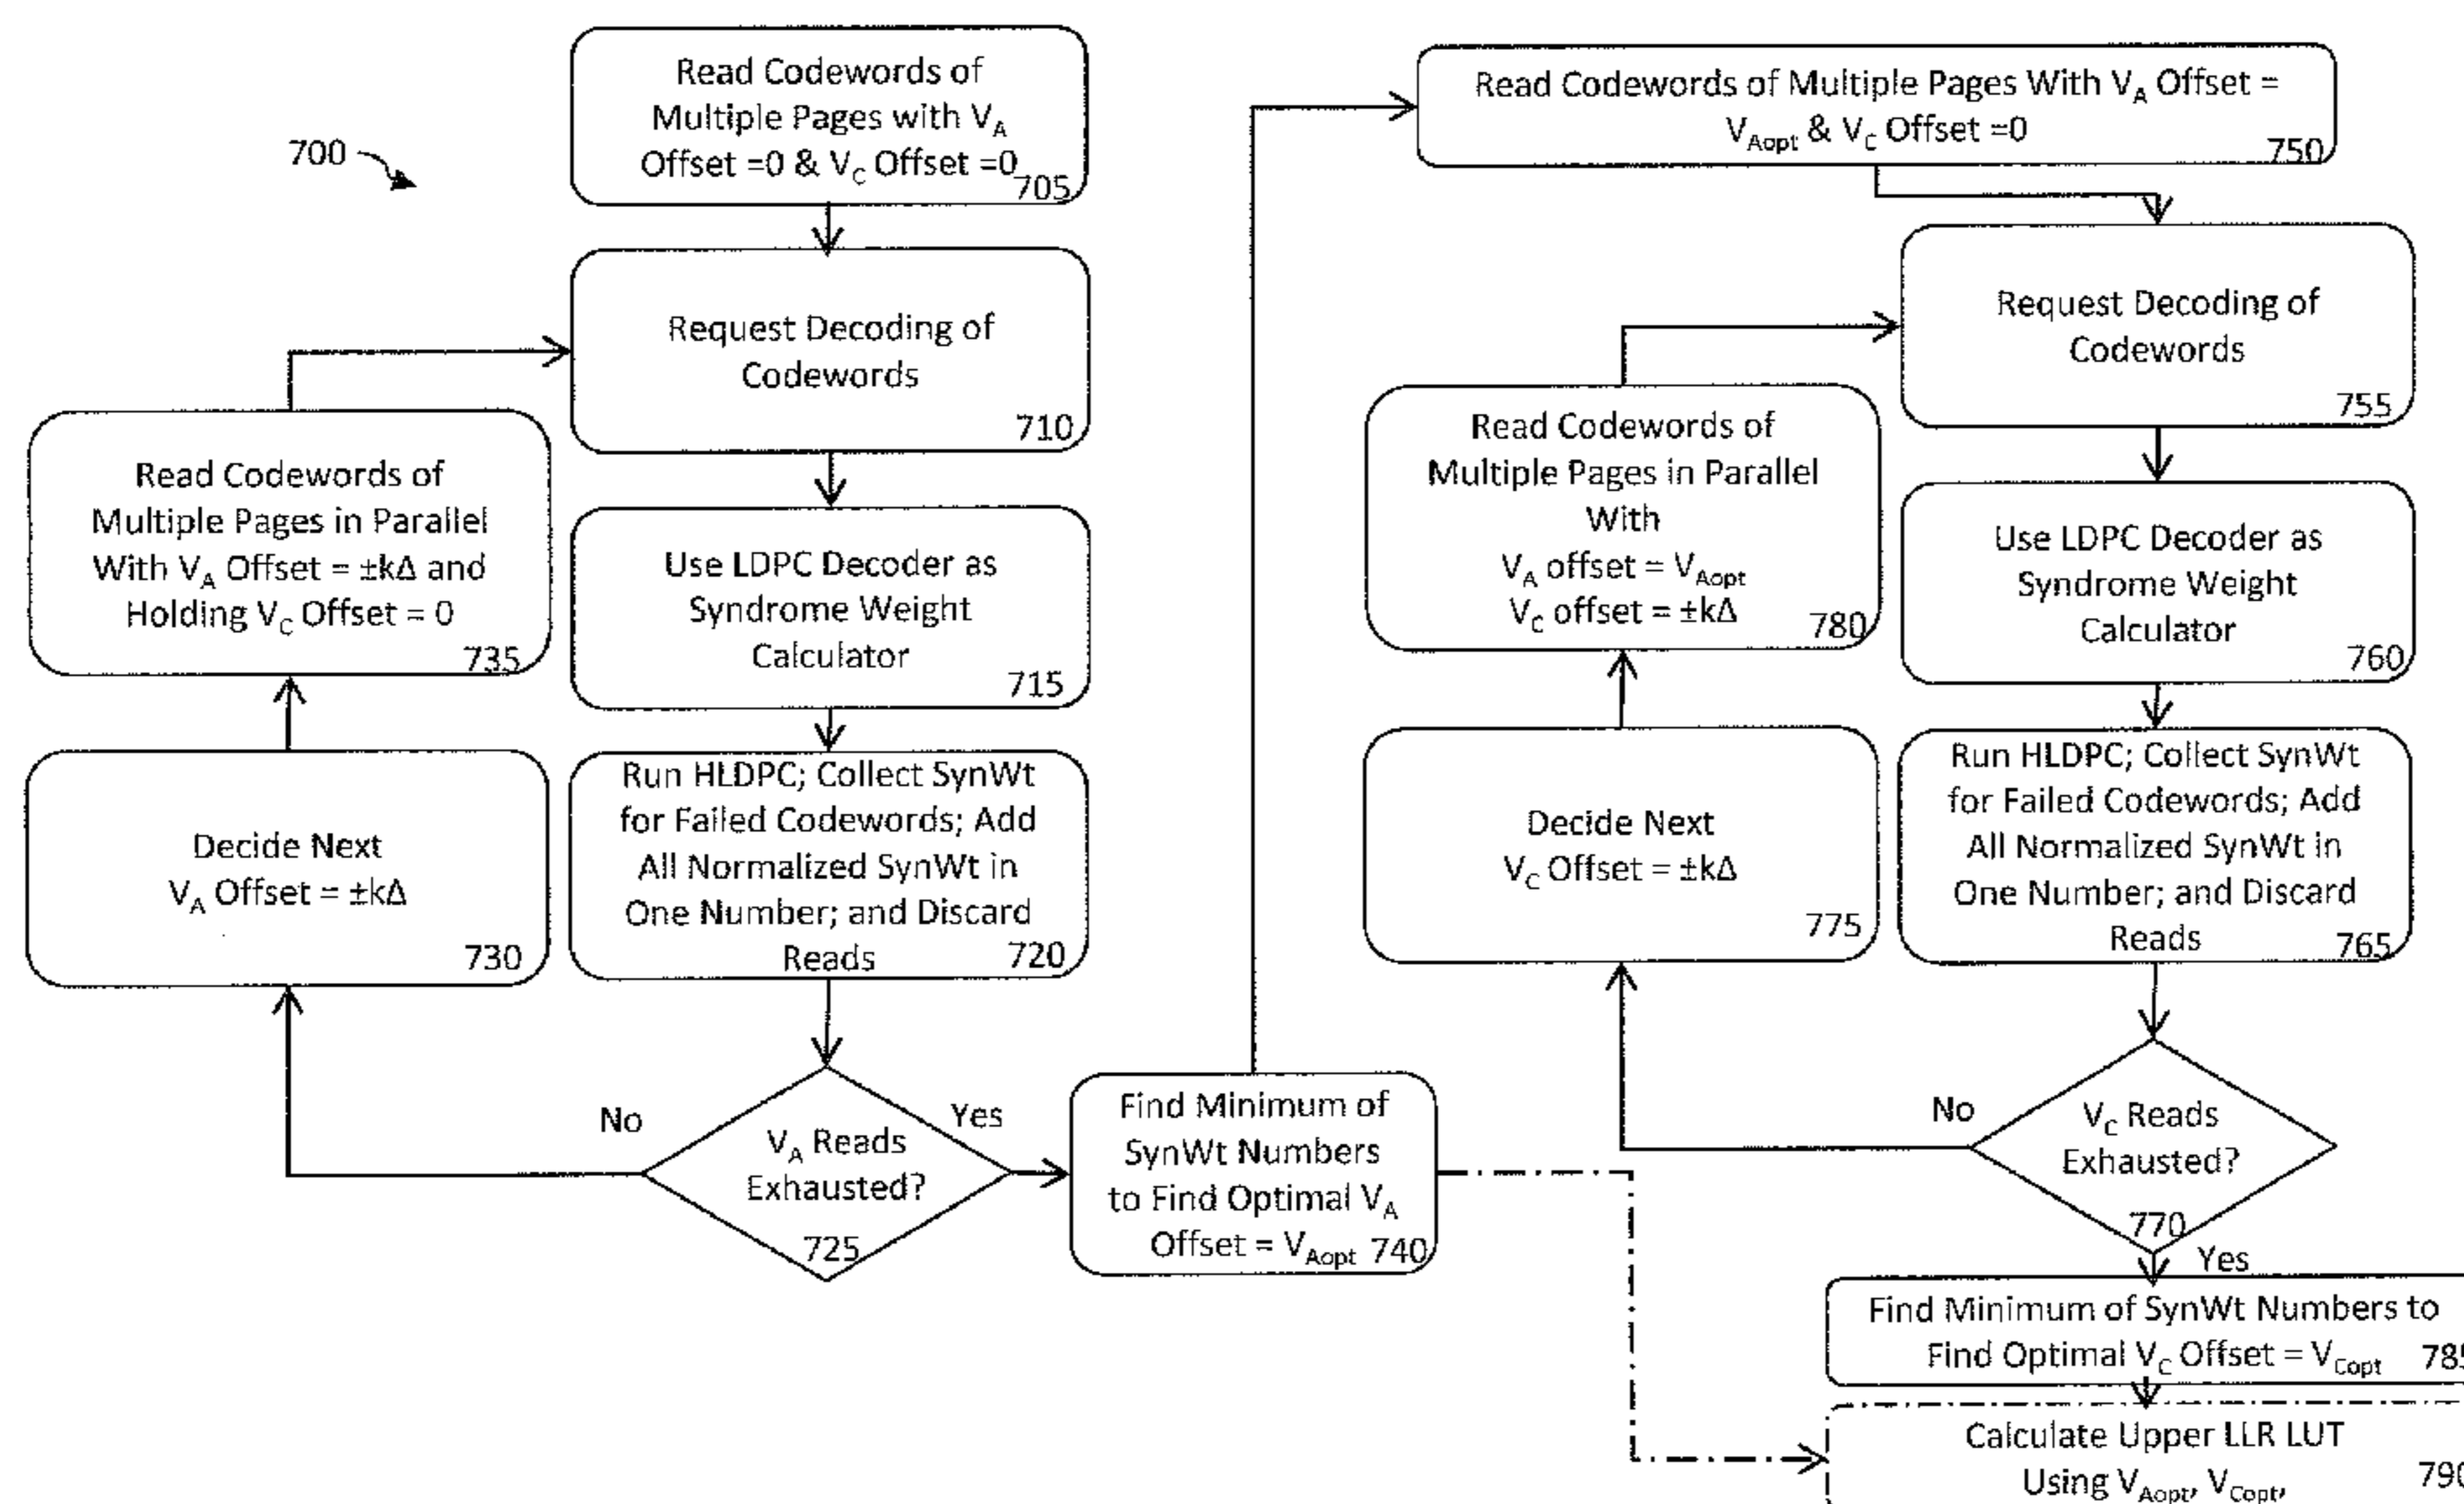 700
Read Codewords of
Multiple Pages with VA
Offset =0 & VC Offset =0
705
Request Decoding of
Codewords
710
Use LDPC Decoder as
Syndrome Weight
Calculator
715
Run HLDPC; Collect SynWt
for Failed Codewords; Add
All Normalized SynWt in
One Number; and Discard
Reads
720
VA Reads
Exhausted?
725
No
Yes
Decide Next
VA Offset = ±kΔ
730
Read Codewords of
Multiple Pages in Parallel
With VA Offset = ±kΔ and
Holding VC Offset = 0
735
Find Minimum of
SynWt Numbers
to Find Optimal VA
Offset = VAopt 740
Read Codewords of Multiple Pages With VA Offset =
VAopt & VC Offset =0
750
Request Decoding of
Codewords
755
Use LDPC Decoder as
Syndrome Weight
Calculator
760
Run HLDPC; Collect SynWt
for Failed Codewords; Add
All Normalized SynWt in
One Number; and Discard
Reads
765
VC Reads
Exhausted?
770
No
Yes
Decide Next
VC Offset = ±kΔ
775
Read Codewords of
Multiple Pages in Parallel
With
VA offset = VAopt
VC offset = ±kΔ
780
Find Minimum of SynWt Numbers to
Find Optimal VC Offset = VCopt
785
Calculate Upper LLR LUT
Using VAopt, VCopt,
790